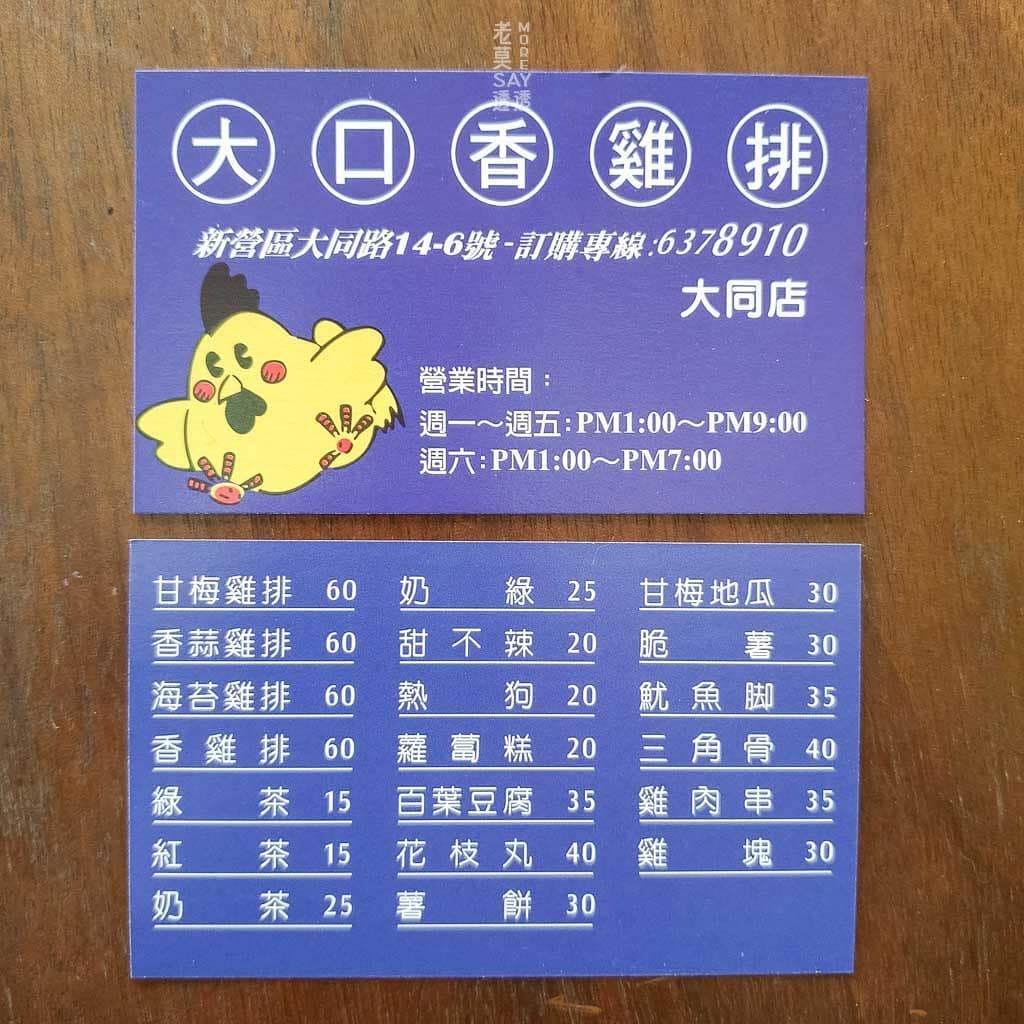 老莫 MORE
SAY
透透
大口香雞排
新營區大同路14-6號-訂購專線:6378910
大同店
營業時間:
週一～週五:PM1:00～PM9:00
週六:PM1:00～PM7:00
甘梅雞排 60
香蒜雞排 60
海苔雞排 60
香雞排 60
綠茶 15
紅茶 15
奶茶 25
奶綠 25
甜不辣 20
熱狗 20
蘿蔔糕 20
百葉豆腐 35
花枝丸 40
薯餅 30
甘梅地瓜 30
脆薯 30
魷魚脚 35
三角骨 40
雞肉串 35
雞塊 30